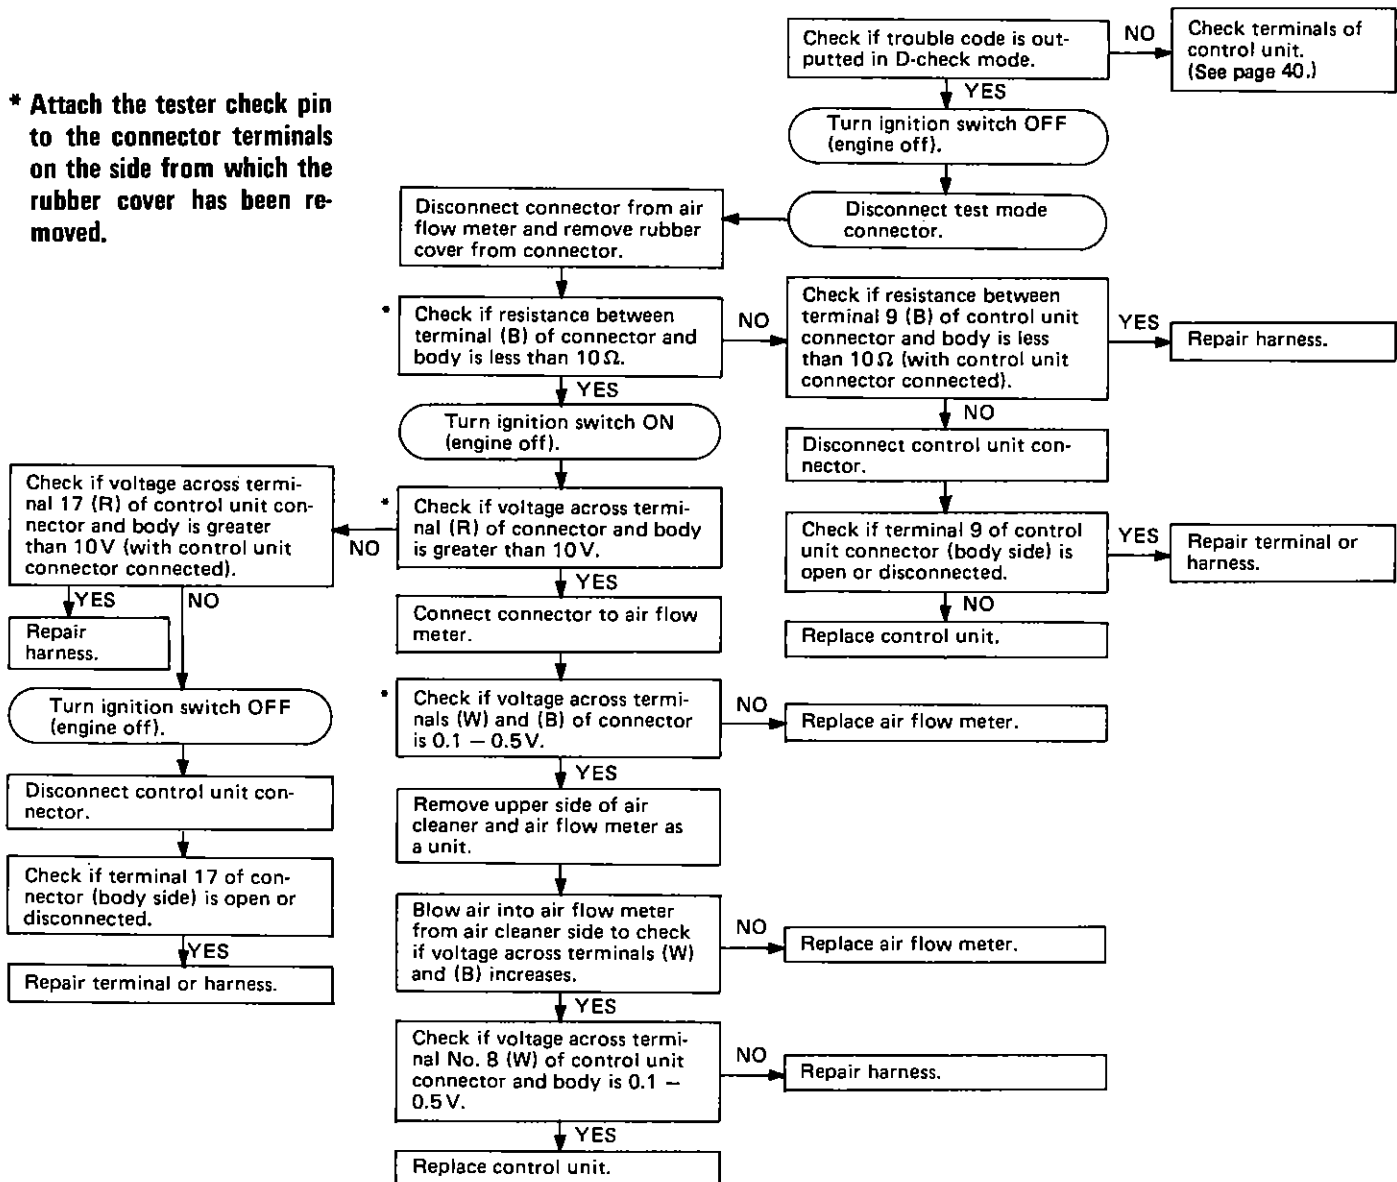 Check if trouble code is out-
putted in D-check mode.
NO
Check terminals of
control unit.
(See page 40.)
YES
* Attach the tester check pin
to the connector terminals
on the side from which the
rubber cover has been re-
moved.
Turn ignition switch OFF
(engine off).
Disconnect test mode
connector.
Disconnect connector from air
flow meter and remove rubber
cover from connector.
*
Check if resistance between
terminal (B) of connector and
body is less than 10Ω.
NO
Check if resistance between
terminal 9 (B) of control unit
connector and body is less
than 10Ω (with control unit
connector connected).
YES
Repair harness.
YES
NO
Turn ignition switch ON
(engine off).
Disconnect control unit con-
nector.
Check if terminal 9 of control
unit connector (body side) is
open or disconnected.
YES
Repair terminal or
harness.
NO
Replace control unit.
*
Check if voltage across termi-
nal (R) of connector and body
is greater than 10V.
NO
Check if voltage across termi-
nal 17 (R) of control unit con-
nector and body is greater
than 10V (with control unit
connector connected).
YES
NO
Repair
harness.
Turn ignition switch OFF
(engine off).
Disconnect control unit con-
nector.
Check if terminal 17 of con-
nector (body side) is open or
disconnected.
YES
Repair terminal or harness.
YES
Connect connector to air flow
meter.
*
Check if voltage across termi-
nals (W) and (B) of connector
is 0.1 – 0.5V.
NO
Replace air flow meter.
YES
Remove upper side of air
cleaner and air flow meter as
a unit.
Blow air into air flow meter
from air cleaner side to check
if voltage across terminals (W)
and (B) increases.
NO
Replace air flow meter.
YES
Check if voltage across termi-
nal No. 8 (W) of control unit
connector and body is 0.1 –
0.5V.
NO
Repair harness.
YES
Replace control unit.